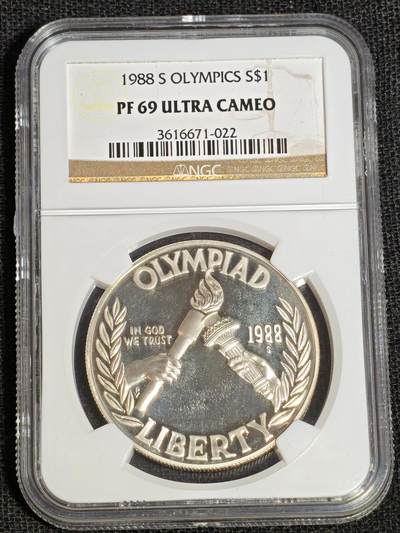 1988 S OLYMPICS S$1
PF 69 ULTRA CAMEO
3616671-022
NGC
OLYMPIAD
IN GOD
WE TRUST
1988
S
LIBERTY